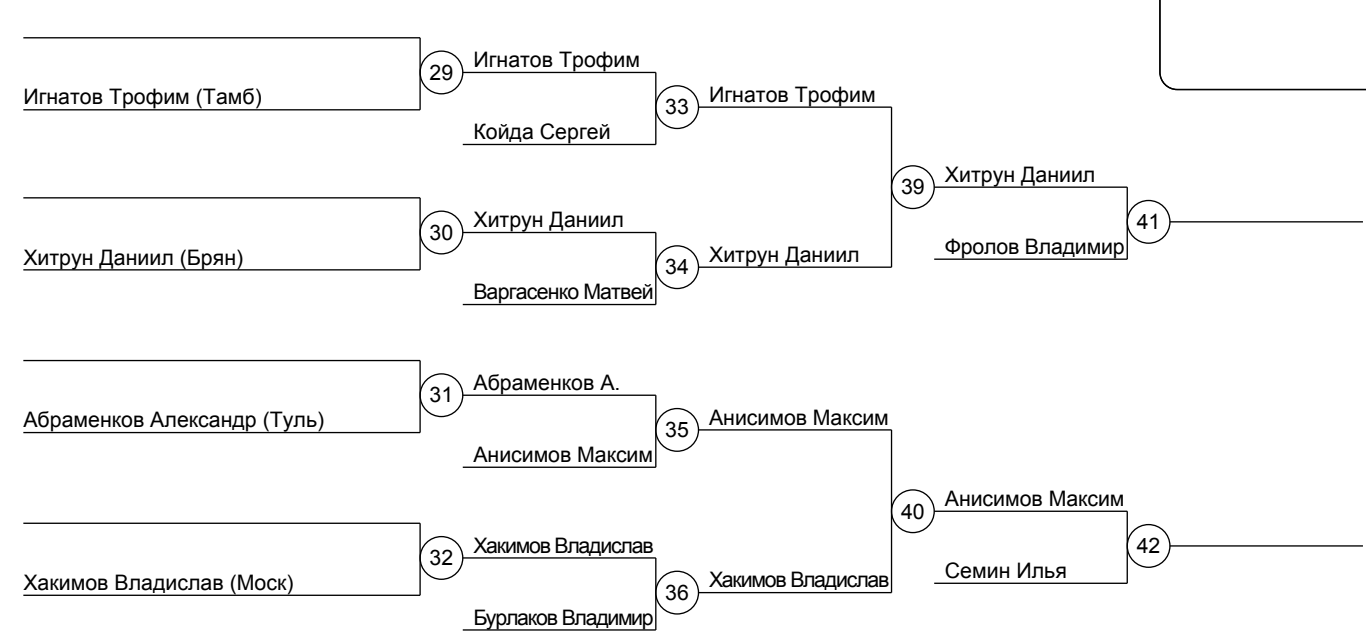 Игнатов Трофим
29
Игнатов Трофим (Тамб)
Игнатов Трофим
33
Койда Сергей
Хитрун Даниил
39
Хитрун Даниил
30
Хитрун Даниил (Брян)
Хитрун Даниил
34
Варгасенко Матвей
41
Фролов Владимир
Абраменков А.
31
Абраменков Александр (Туль)
Анисимов Максим
35
Анисимов Максим
Анисимов Максим
40
Хакимов Владислав
32
Хакимов Владислав (Моск)
Хакимов Владислав
36
Бурлаков Владимир
42
Семин Илья